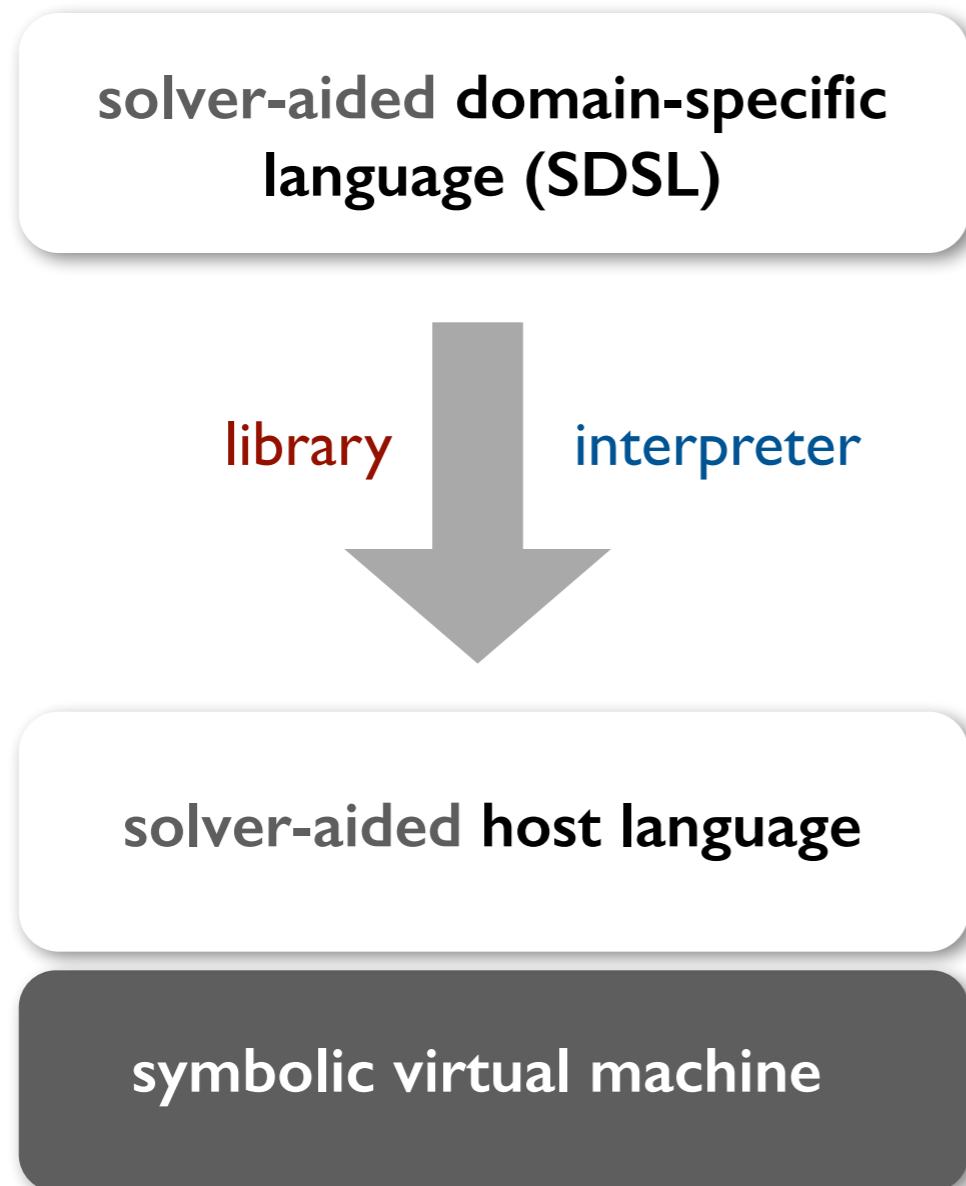 solver-aided domain-specific
language (SDSL)
library interpreter
solver-aided host language
symbolic virtual machine